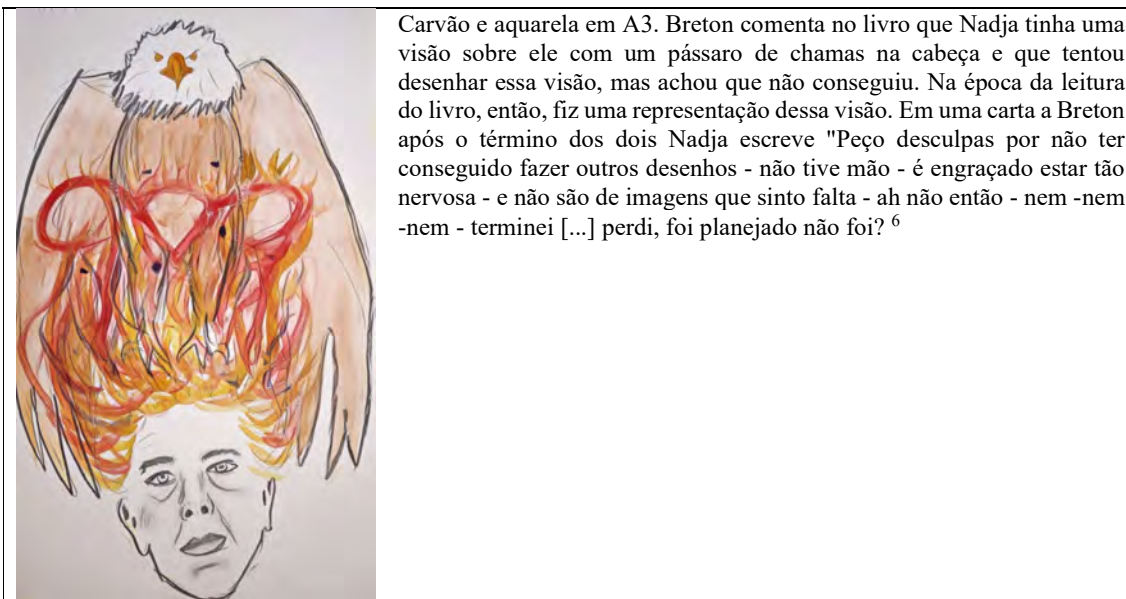 Carvão e aquarela em A3. Breton comenta no livro que Nadja tinha uma
visão sobre ele com um pássaro de chamas na cabeça e que tentou
desenhar essa visão, mas achou que não conseguiu. Na época da leitura
do livro, então, fiz uma representação dessa visão. Em uma carta a Breton
após o término dos dois Nadja escreve "Peço desculpas por não ter
conseguido fazer outros desenhos - não tive mão - é engraçado estar tão
nervosa - e não são de imagens que sinto falta - ah não então - nem -nem
-nem - terminei [...] perdi, foi planejado não foi? 6